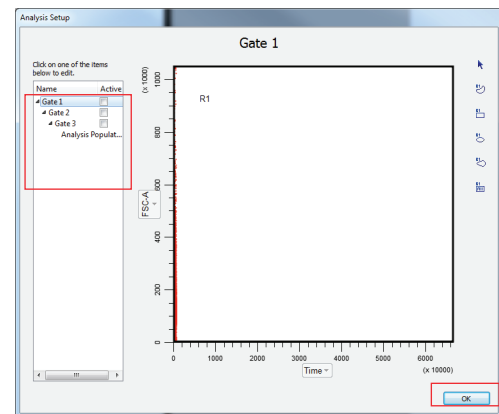 Analysis Setup
Gate 1
Click on one of the items
below to edit.
Name Active
Gate 1
Gate 2
Gate 3
Analysis Populat...
(x 1000)
1000
800
600
400
200
0
FSC-A
R1
0 1000 2000 3000 4000 5000 6000
Time
(x 10000)
OK